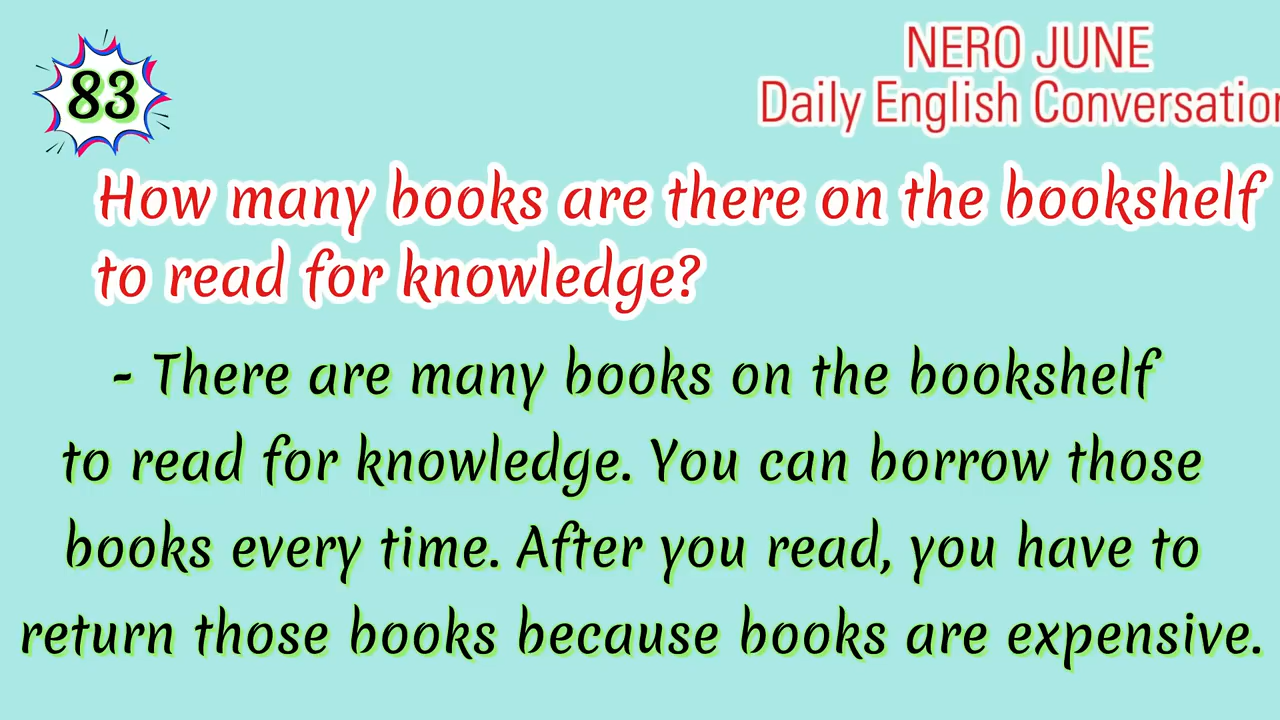 83
NERO JUNE
Daily English Conversation
How many books are there on the bookshelf
to read for knowledge?
- There are many books on the bookshelf
to read for knowledge. You can borrow those
books every time. After you read, you have to
return those books because books are expensive.